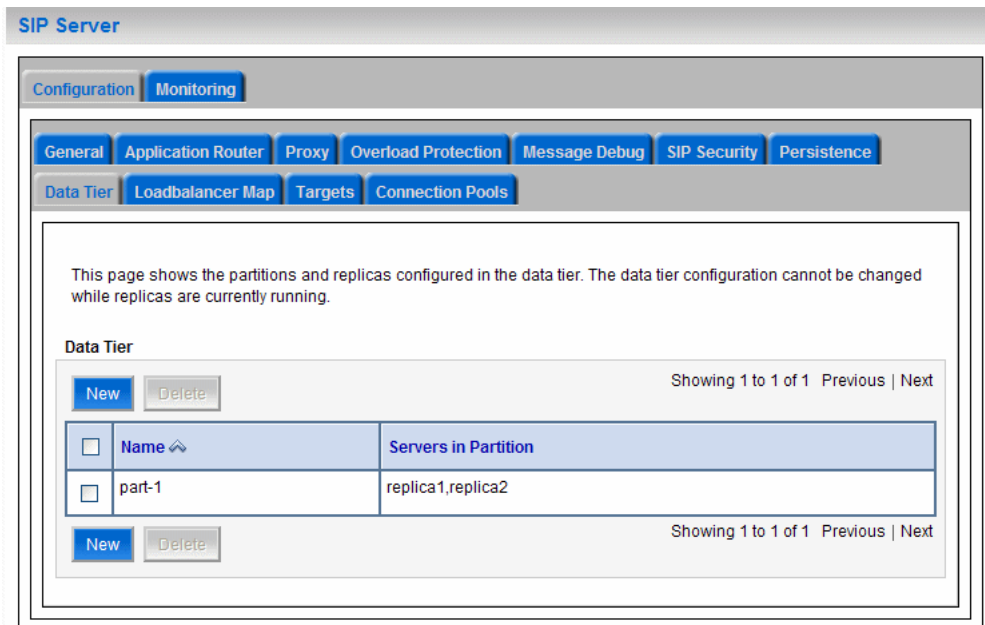 SIP Server
Configuration Monitoring
General Application Router Proxy Overload Protection Message Debug SIP Security Persistence
Data Tier Loadbalancer Map Targets Connection Pools
This page shows the partitions and replicas configured in the data tier. The data tier configuration cannot be changed
while replicas are currently running.
Data Tier
New Delete Showing 1 to 1 of 1 Previous | Next
Name Servers in Partition
part-1 replica1,replica2
New Delete Showing 1 to 1 of 1 Previous | Next